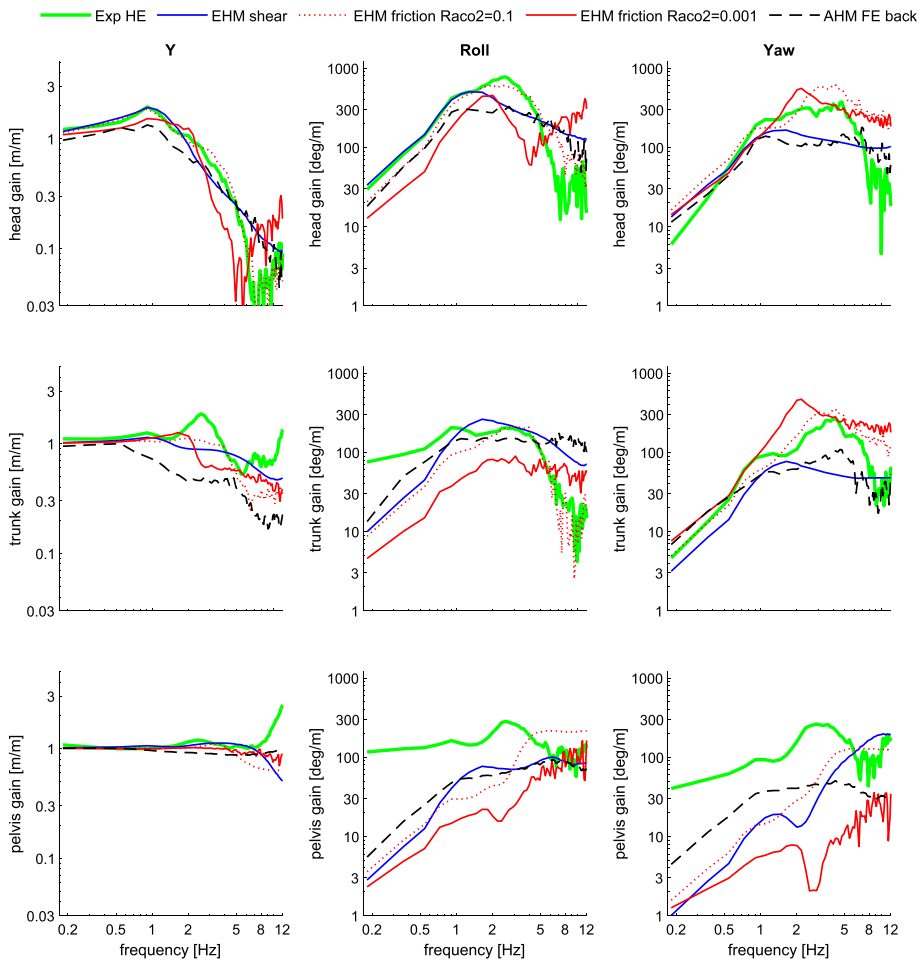 Exp HE EHM shear EHM friction Raco2=0.1 EHM friction Raco2=0.001 AHM FE back
Y Roll Yaw
head gain [m/m] 3 1 0.3 0.1 0.03
head gain [deg/m] 1000 300 100 30 10 3 1
head gain [deg/m] 1000 300 100 30 10 3 1
trunk gain [m/m] 3 1 0.3 0.1 0.03
trunk gain [deg/m] 1000 300 100 30 10 3 1
trunk gain [deg/m] 1000 300 100 30 10 3 1
pelvis gain [m/m] 3 1 0.3 0.1 0.03
pelvis gain [deg/m] 1000 300 100 30 10 3 1
pelvis gain [deg/m] 1000 300 100 30 10 3 1
0.2 0.4 1 2 5 8 12 0.2 0.4 1 2 5 8 12 0.2 0.4 1 2 5 8 12
frequency [Hz] frequency [Hz] frequency [Hz]